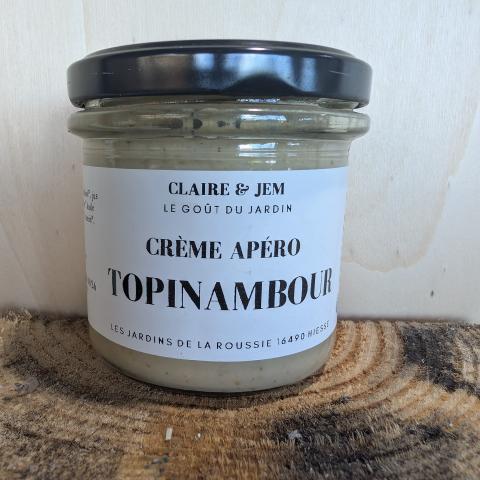 CLAIRE & JEM
LE GOÛT DU JARDIN
CRÈME APÉRO
TOPINAMBOUR
LES JARDINS DE LA ROUSSIE 16490 HIESSE